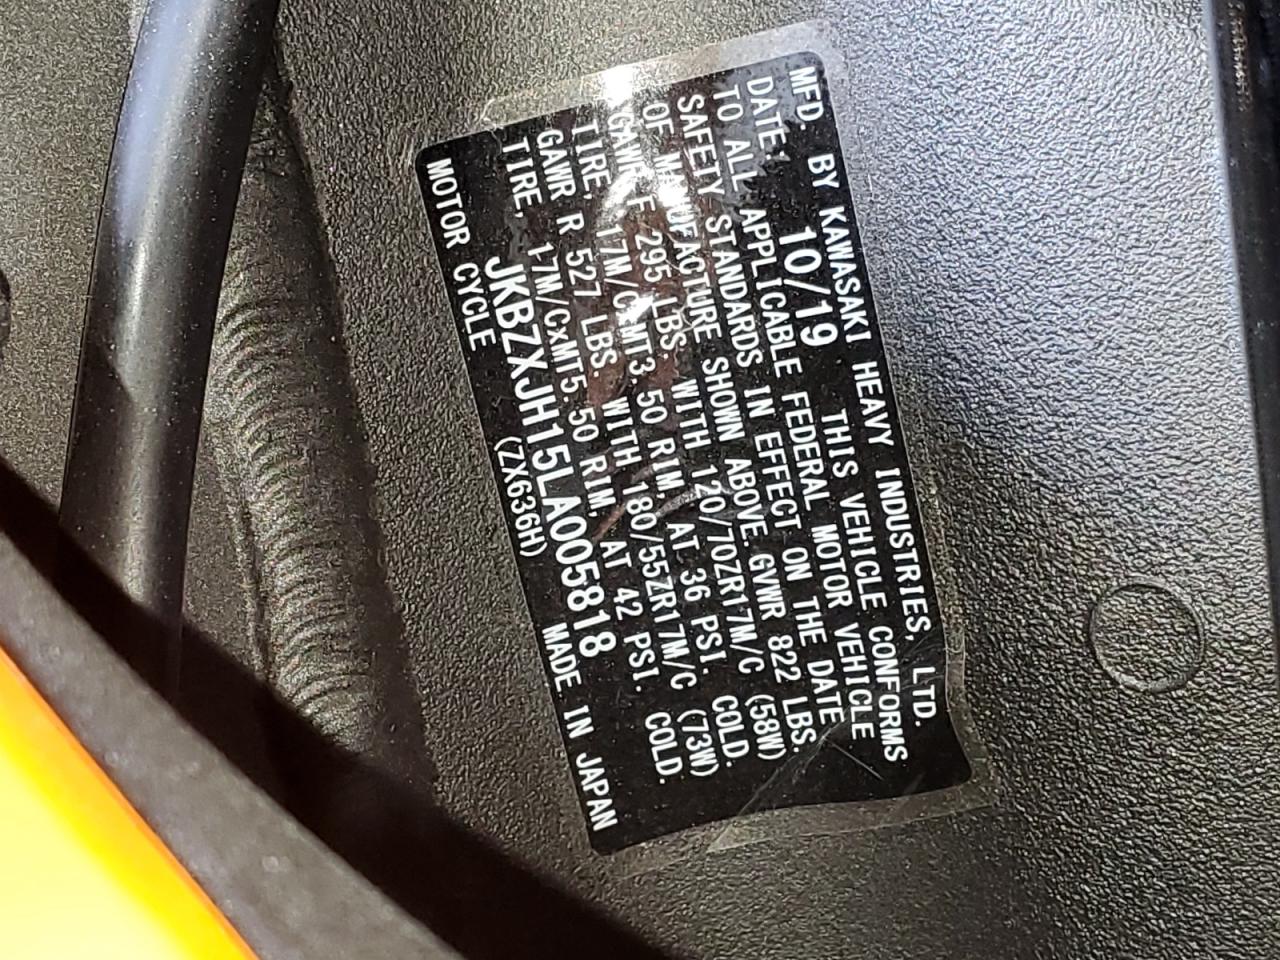 MFD. BY KAWASAKI HEAVY INDUSTRIES, LTD.
DATE: 10/19 THIS VEHICLE CONFORMS
TO ALL APPLICABLE FEDERAL MOTOR VEHICLE
SAFETY STANDARDS IN EFFECT ON THE DATE
OF MANUFACTURE SHOWN ABOVE. GVWR 822 LBS.
GAWR F 295 LBS. WITH 120/70ZR17M/C (58W)
TIRE, 17M/CxMT3.50 RIM, AT 36 PSI. COLD.
GAWR R 527 LBS. WITH 180/55ZR17M/C (73W)
TIRE, 17M/CxMT5.50 RIM, AT 42 PSI. COLD.
JKBZXJH15LA005818
MOTOR CYCLE (ZX636H) MADE IN JAPAN